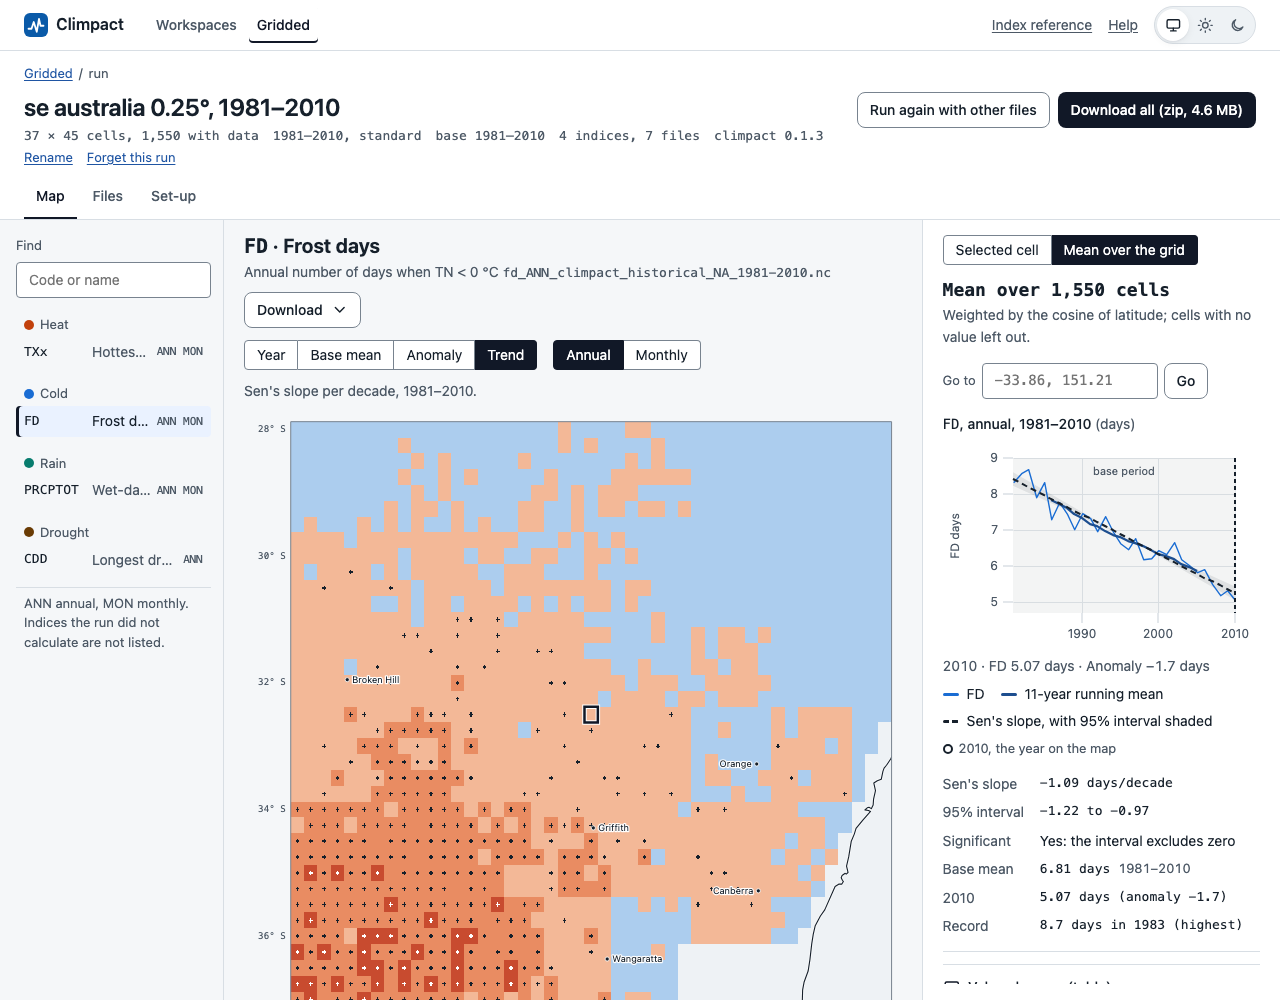 Climpact
Workspaces
Gridded
Index reference
Help
Gridded / run
se australia 0.25°, 1981–2010
37 × 45 cells, 1,550 with data 1981–2010, standard base 1981–2010 4 indices, 7 files climpact 0.1.3
Rename
Forget this run
Run again with other files
Download all (zip, 4.6 MB)
Map
Files
Set-up
Find
Code or name
Heat
TXx Hottes… ANN MON
Cold
FD Frost d… ANN MON
Rain
PRCPTOT Wet-da… ANN MON
Drought
CDD Longest dr… ANN
ANN annual, MON monthly.
Indices the run did not
calculate are not listed.
FD · Frost days
Annual number of days when TN < 0 °C fd_ANN_climpact_historical_NA_1981-2010.nc
Download
Year
Base mean
Anomaly
Trend
Annual
Monthly
Sen's slope per decade, 1981–2010.
28° S
30° S
32° S
34° S
36° S
Broken Hill
Orange
Griffith
Canberra
Wangaratta
Selected cell
Mean over the grid
Mean over 1,550 cells
Weighted by the cosine of latitude; cells with no
value left out.
Go to
−33.86, 151.21
Go
FD, annual, 1981–2010 (days)
base period
FD days
9
8
7
6
5
1990
2000
2010
2010 · FD 5.07 days · Anomaly −1.7 days
FD
11-year running mean
Sen's slope, with 95% interval shaded
2010, the year on the map
Sen's slope −1.09 days/decade
95% interval −1.22 to −0.97
Significant Yes: the interval excludes zero
Base mean 6.81 days 1981–2010
2010 5.07 days (anomaly −1.7)
Record 8.7 days in 1983 (highest)